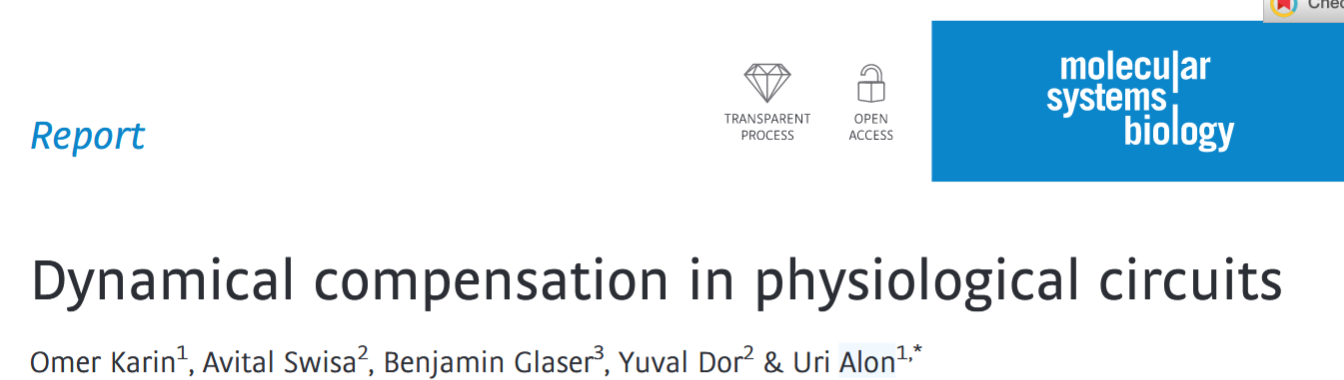 Chec
molecular
systems
biology
TRANSPARENT
PROCESS
OPEN
ACCESS
Report
Dynamical compensation in physiological circuits
Omer Karin1, Avital Swisa2, Benjamin Glaser3, Yuval Dor2 & Uri Alon1,*